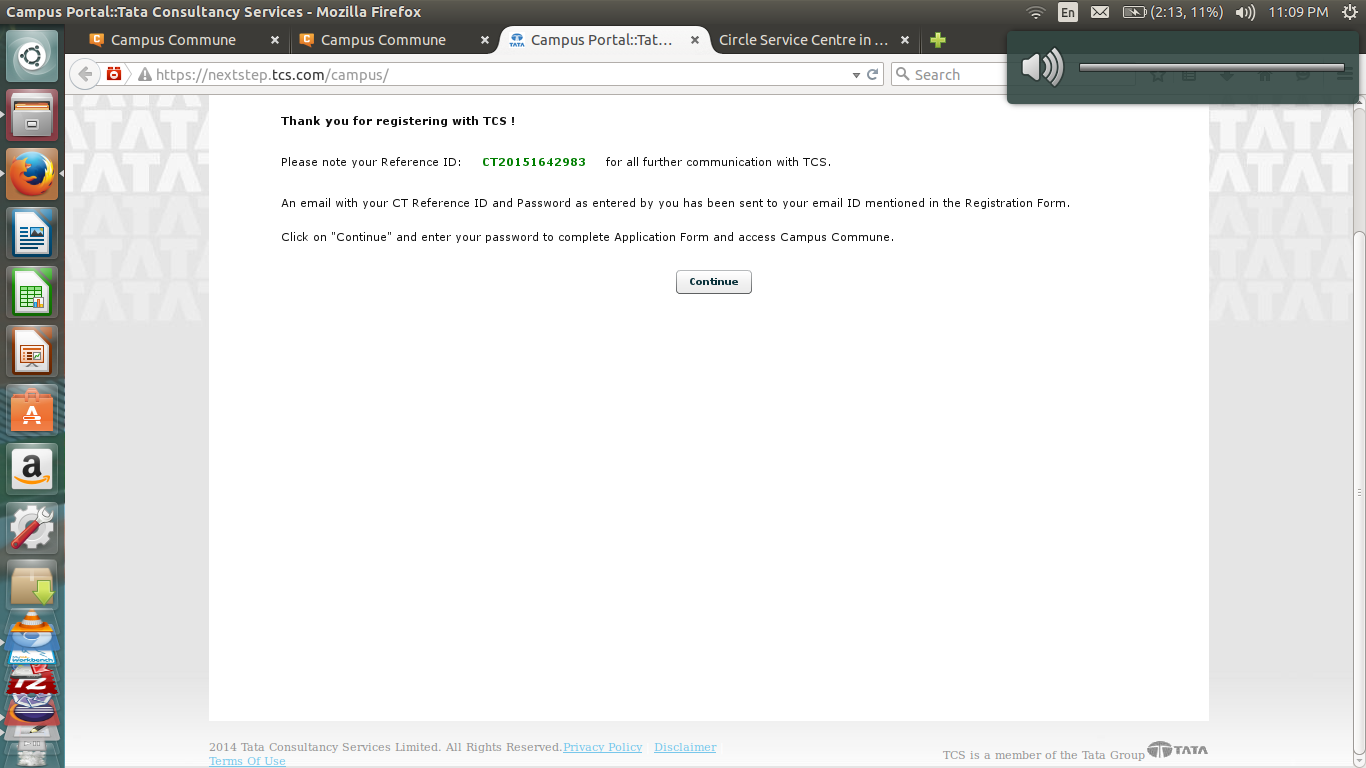 Campus Portal::Tata Consultancy Services - Mozilla Firefox
En
(2:13, 11%)
11:09 PM
Campus Commune
Campus Commune
TATA
Campus Portal::Tat...
Circle Service Centre in ...
https://nextstep.tcs.com/campus/
Search
Thank you for registering with TCS !
Please note your Reference ID: CT20151642983 for all further communication with TCS.
An email with your CT Reference ID and Password as entered by you has been sent to your email ID mentioned in the Registration Form.
Click on "Continue" and enter your password to complete Application Form and access Campus Commune.
Continue
2014 Tata Consultancy Services Limited. All Rights Reserved.Privacy Policy Disclaimer
Terms Of Use
TCS is a member of the Tata Group TATA